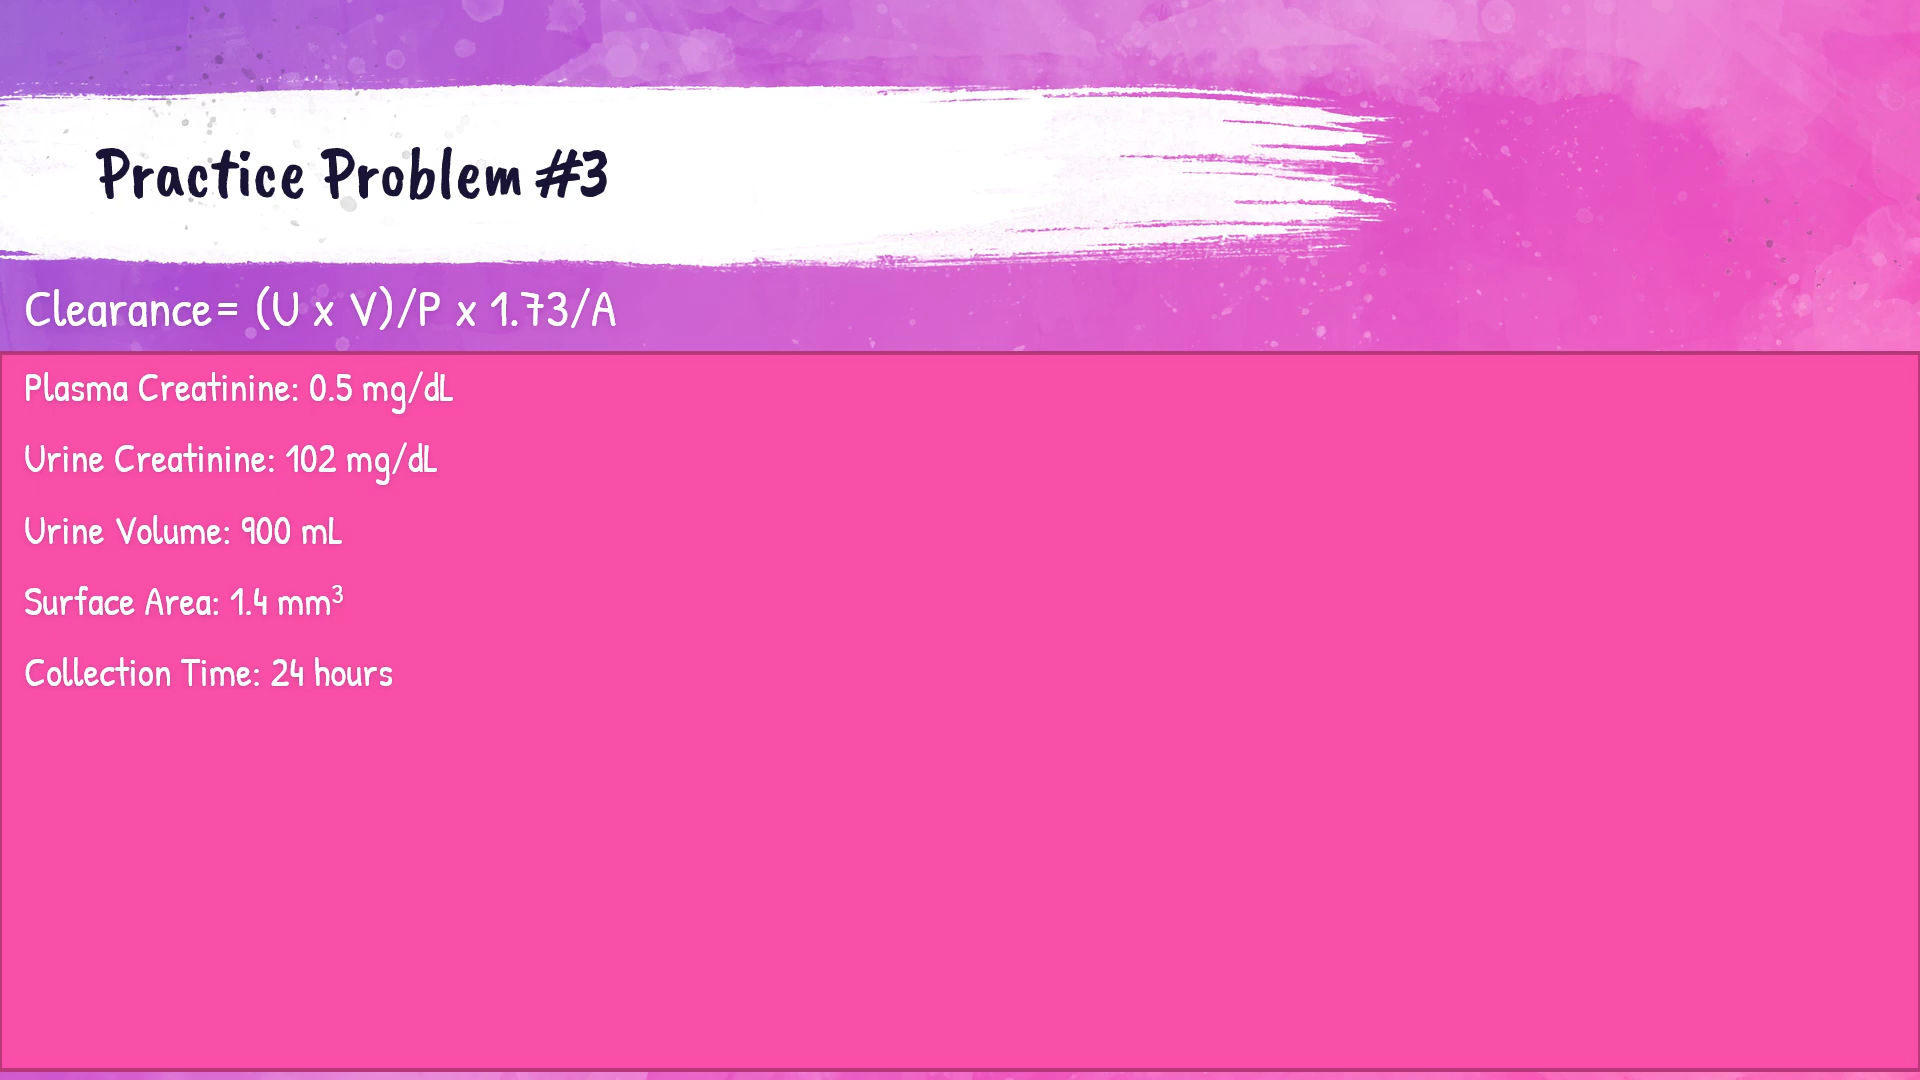 Practice Problem #3
Clearance= (U x V)/P x 1.73/A
Plasma Creatinine: 0.5 mg/dL
Urine Creatinine: 102 mg/dL
Urine Volume: 900 mL
Surface Area: 1.4 mm³
Collection Time: 24 hours